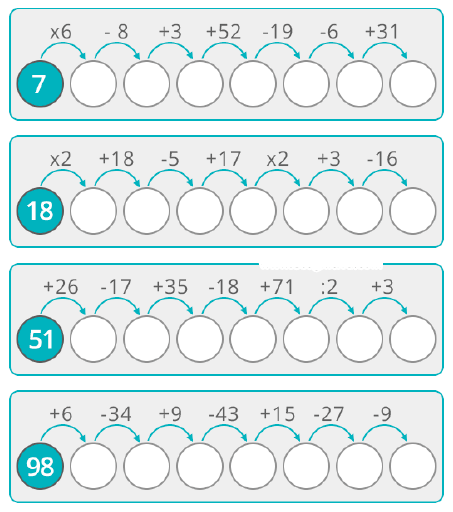 x6 - 8 +3 +52 -19 -6 +31
7
x2 +18 -5 +17 x2 +3 -16
18
+26 -17 +35 -18 +71 :2 +3
51
+6 -34 +9 -43 +15 -27 -9
98